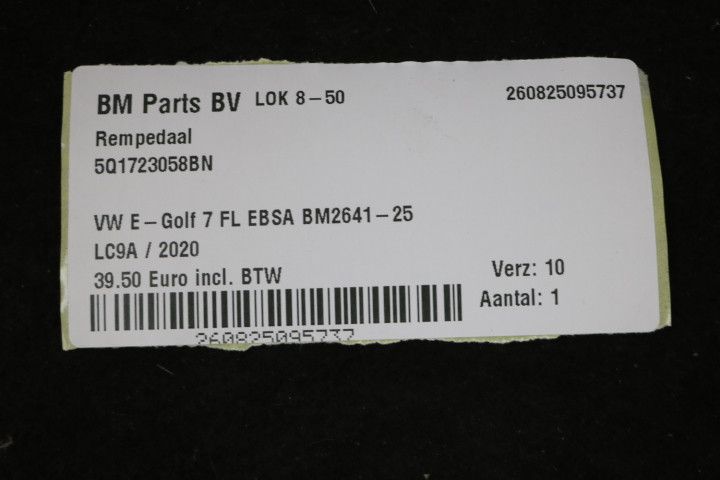 BM Parts BV LOK 8-50 260825095737
Rempedaal
5Q1723058BN
VW E-Golf 7 FL EBSA BM2641-25
LC9A / 2020
39.50 Euro incl. BTW
Verz: 10
Aantal: 1
260825095737